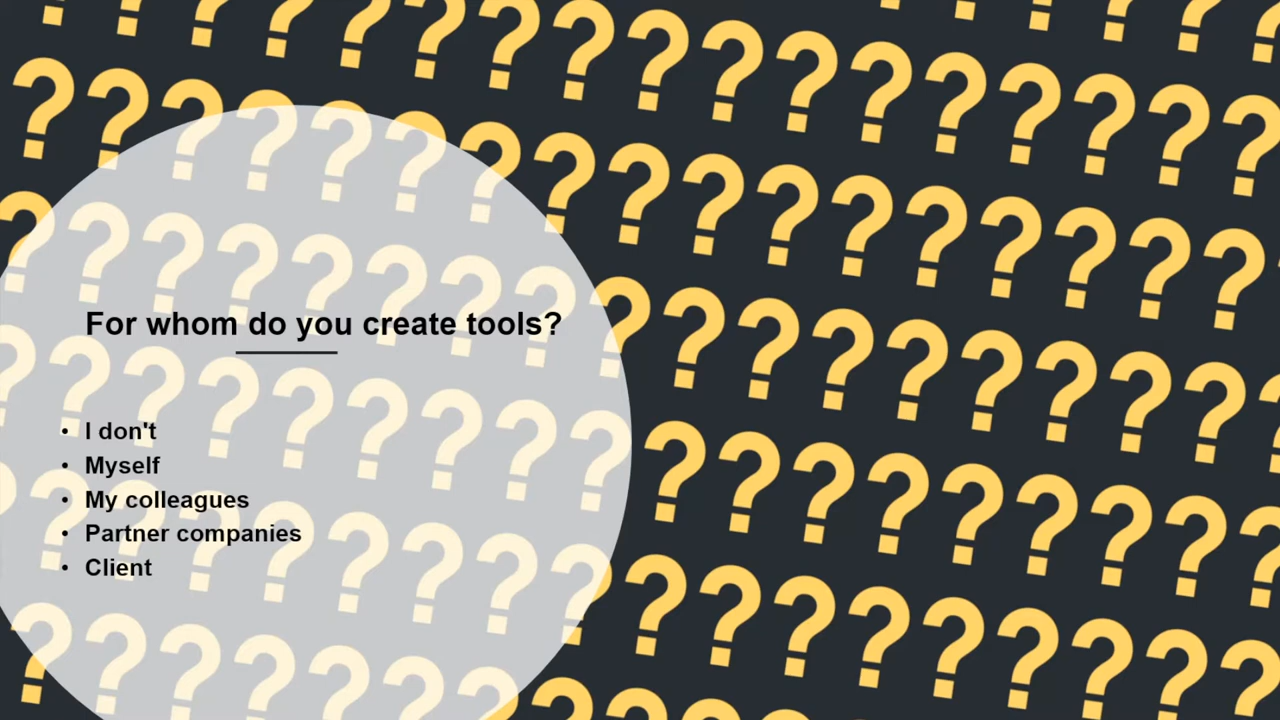 For whom do you create tools?
• I don't
• Myself
• My colleagues
• Partner companies
• Client